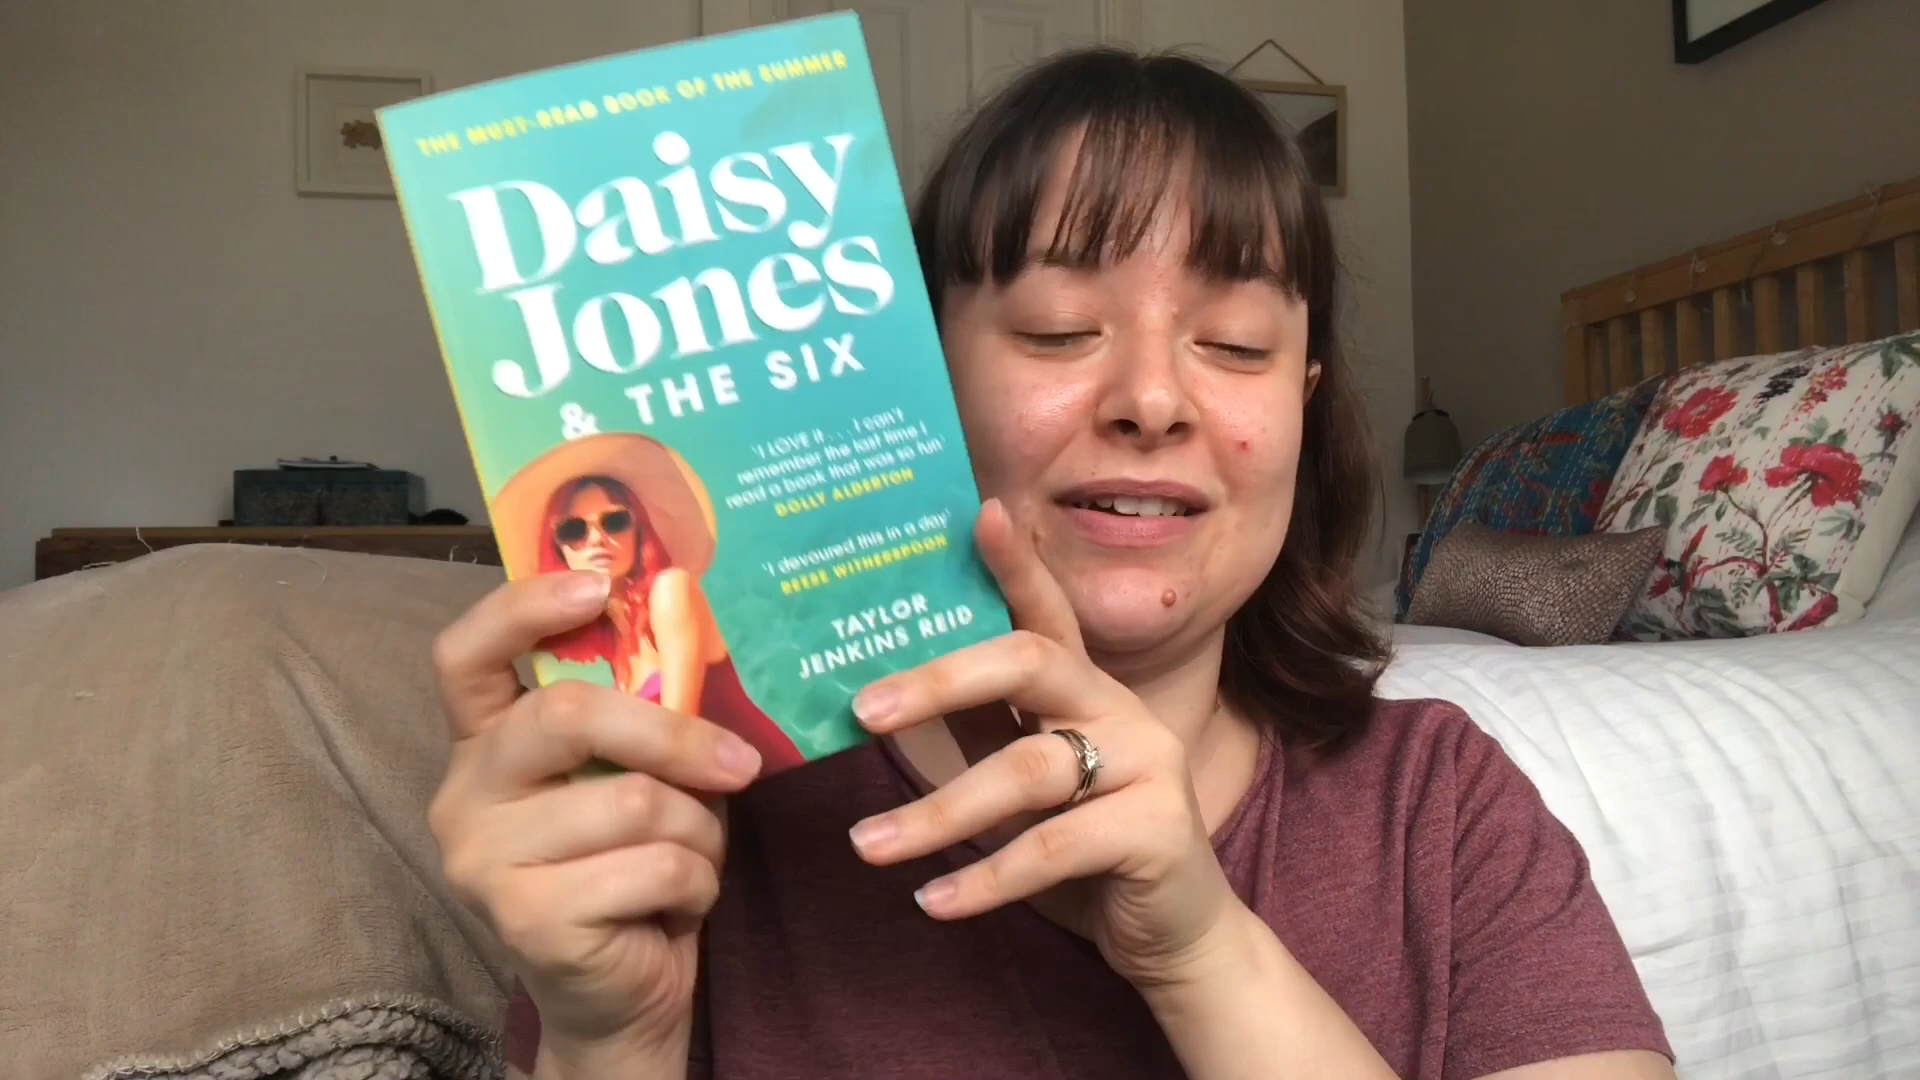 THE MUST-READ BOOK OF THE SUMMER
Daisy
Jones
& THE SIX
'I LOVE it . . . I can't
remember the last time I
read a book that was so fun'
DOLLY ALDERTON
'I devoured this in a day'
REESE WITHERSPOON
TAYLOR
JENKINS REID